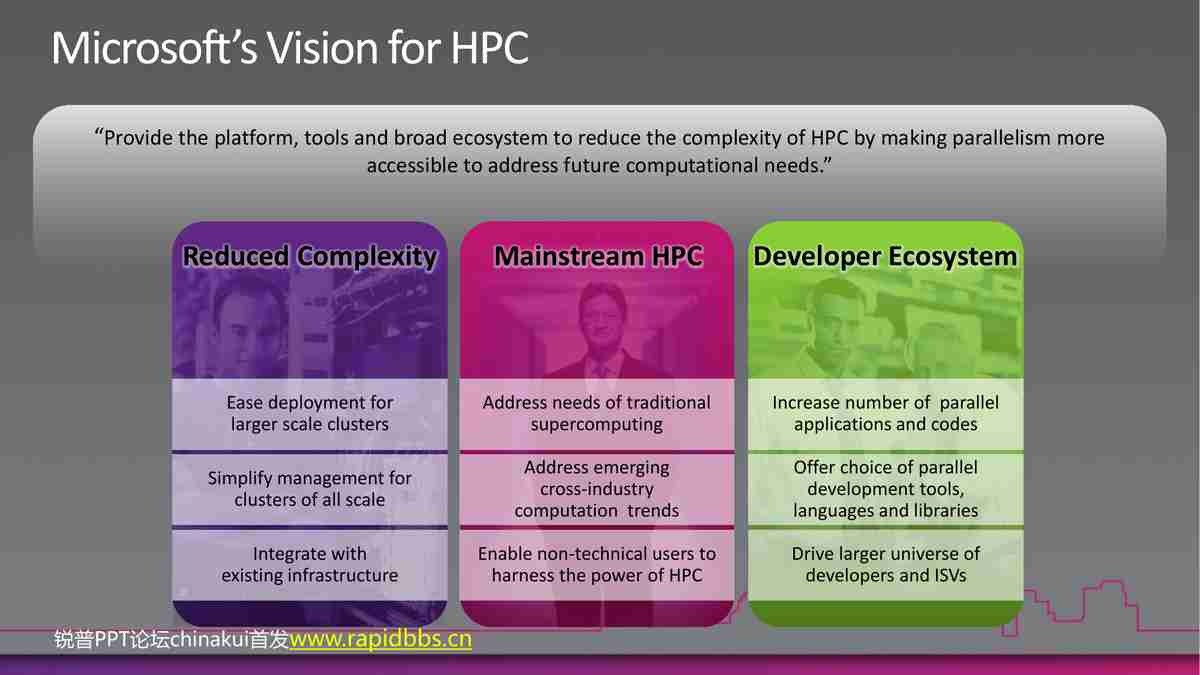 Microsoft’s Vision for HPC
“Provide the platform, tools and broad ecosystem to reduce the complexity of HPC by making parallelism more
accessible to address future computational needs.”
Reduced Complexity
Ease deployment for
larger scale clusters
Simplify management for
clusters of all scale
Integrate with
existing infrastructure
Mainstream HPC
Address needs of traditional
supercomputing
Address emerging
cross-industry
computation trends
Enable non-technical users to
harness the power of HPC
Developer Ecosystem
Increase number of parallel
applications and codes
Offer choice of parallel
development tools,
languages and libraries
Drive larger universe of
developers and ISVs
锐普PPT论坛chinakui首发www.rapidbbs.cn